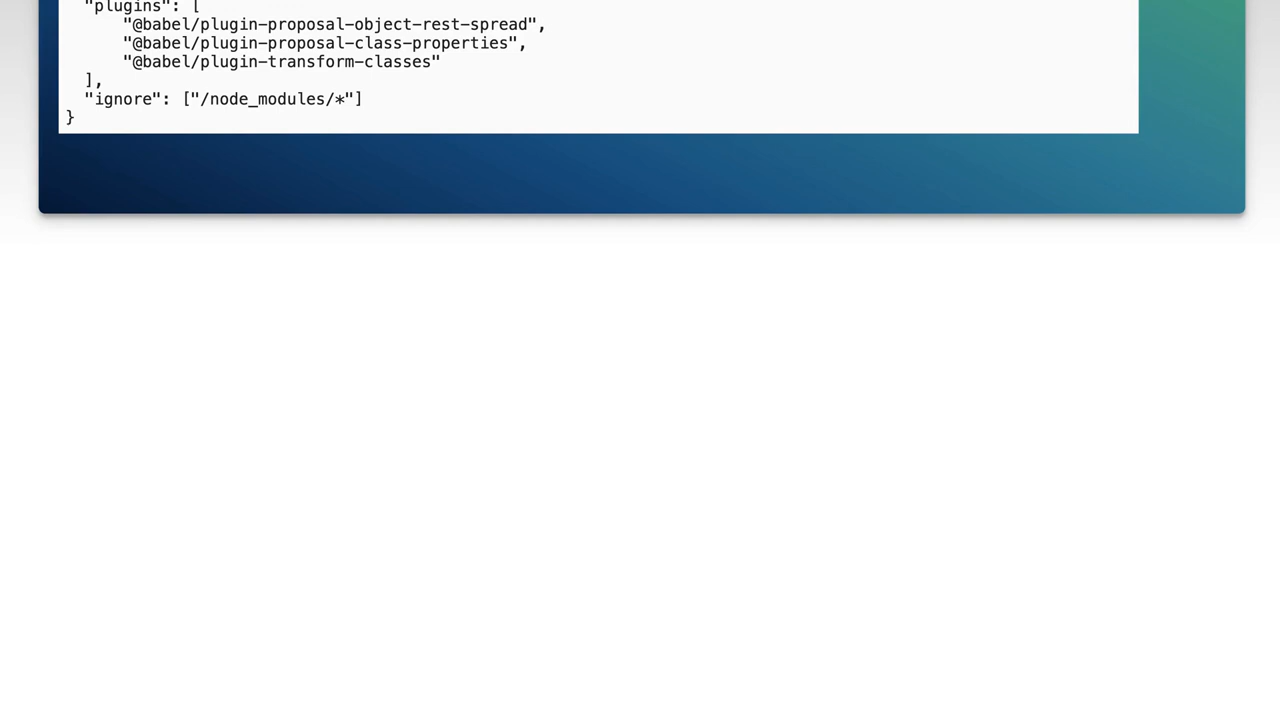 "plugins": [
"@babel/plugin-proposal-object-rest-spread",
"@babel/plugin-proposal-class-properties",
"@babel/plugin-transform-classes"
],
"ignore": ["/node_modules/*"]
}